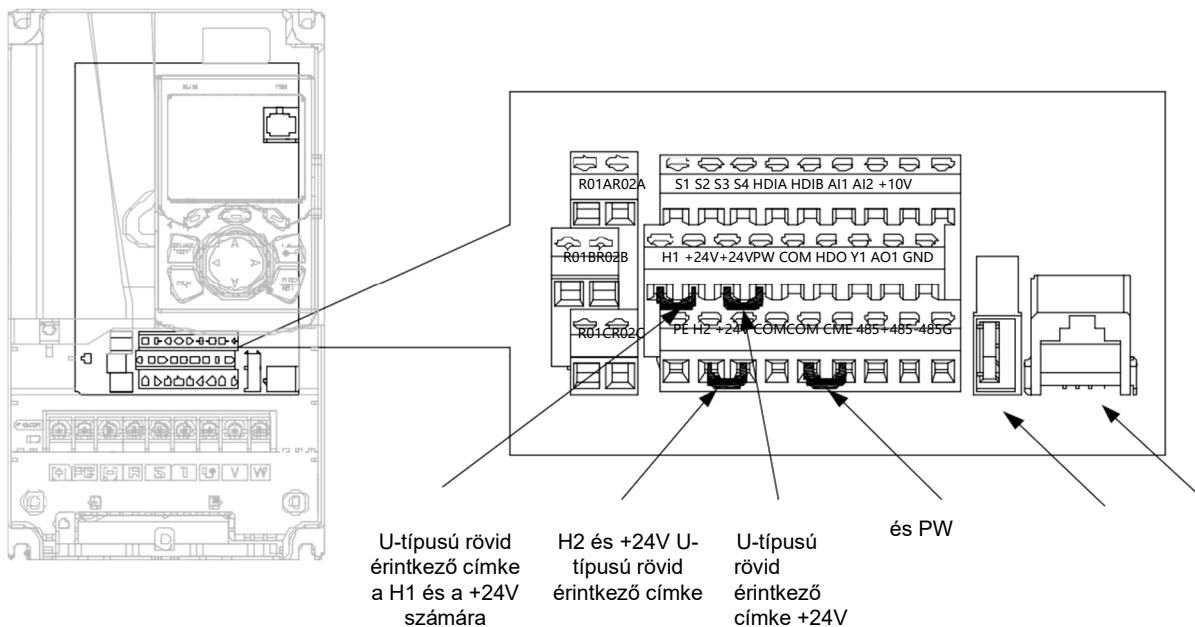 R01AR02A
S1 S2 S3 S4 HDIA HDIB AI1 AI2 +10V
R01BR02B
H1 +24V+24VPW COM HDO Y1 AO1 GND
R01CR02C
PE H2 +24V COMCOM CME 485+485-485G
U-típusú rövid
érintkező címke
a H1 és a +24V
számára
H2 és +24V U-
típusú rövid
érintkező címke
U-típusú
rövid
érintkező
címke +24V
és PW